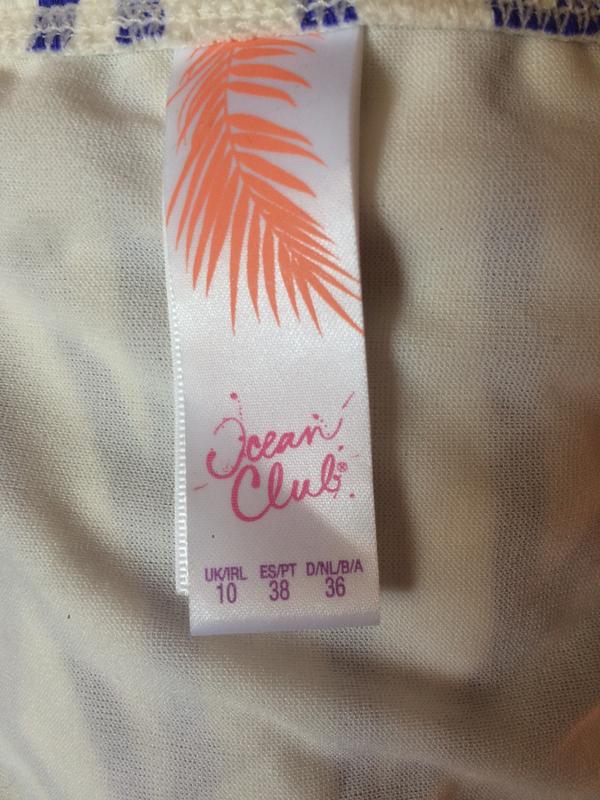 Ocean
Club®
UK/IRL ES/PT D/NL/B/A
10 38 36